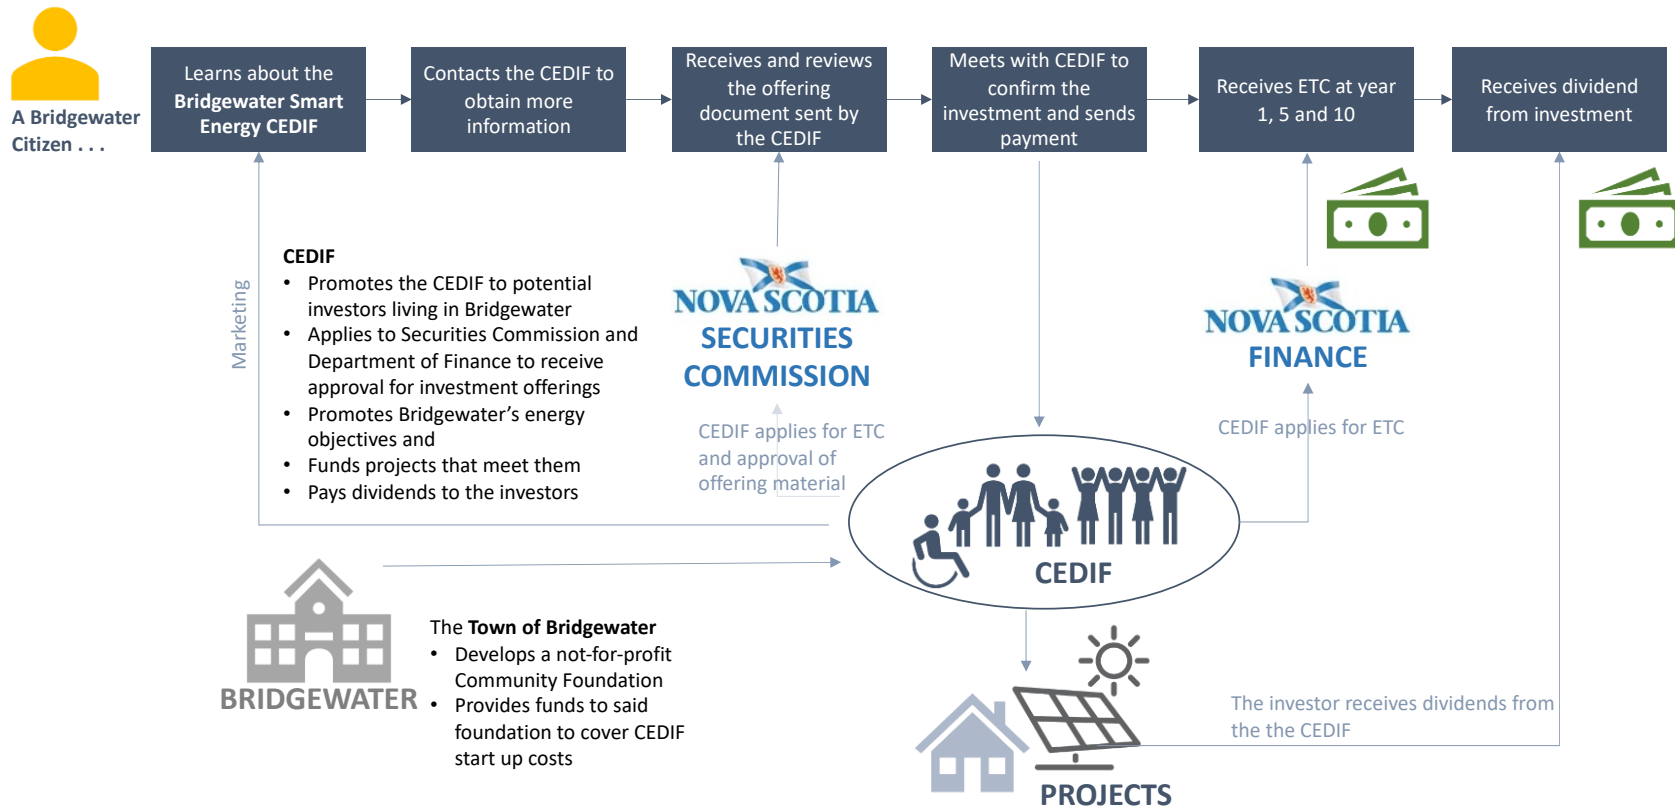 A Bridgewater
Citizen . . .
Learns about the
Bridgewater Smart
Energy CEDIF
Contacts the CEDIF to
obtain more
information
Receives and reviews
the offering
document sent by
the CEDIF
Meets with CEDIF to
confirm the
investment and sends
payment
Receives ETC at year
1, 5 and 10
Receives dividend
from investment
Marketing
CEDIF
• Promotes the CEDIF to potential
investors living in Bridgewater
• Applies to Securities Commission and
Department of Finance to receive
approval for investment offerings
• Promotes Bridgewater’s energy
objectives and
• Funds projects that meet them
• Pays dividends to the investors
NOVA SCOTIA
SECURITIES
COMMISSION
CEDIF applies for ETC
and approval of
offering material
NOVA SCOTIA
FINANCE
CEDIF applies for ETC
CEDIF
BRIDGEWATER
The Town of Bridgewater
• Develops a not-for-profit
Community Foundation
• Provides funds to said
foundation to cover CEDIF
start up costs
The investor receives dividends from
the the CEDIF
PROJECTS